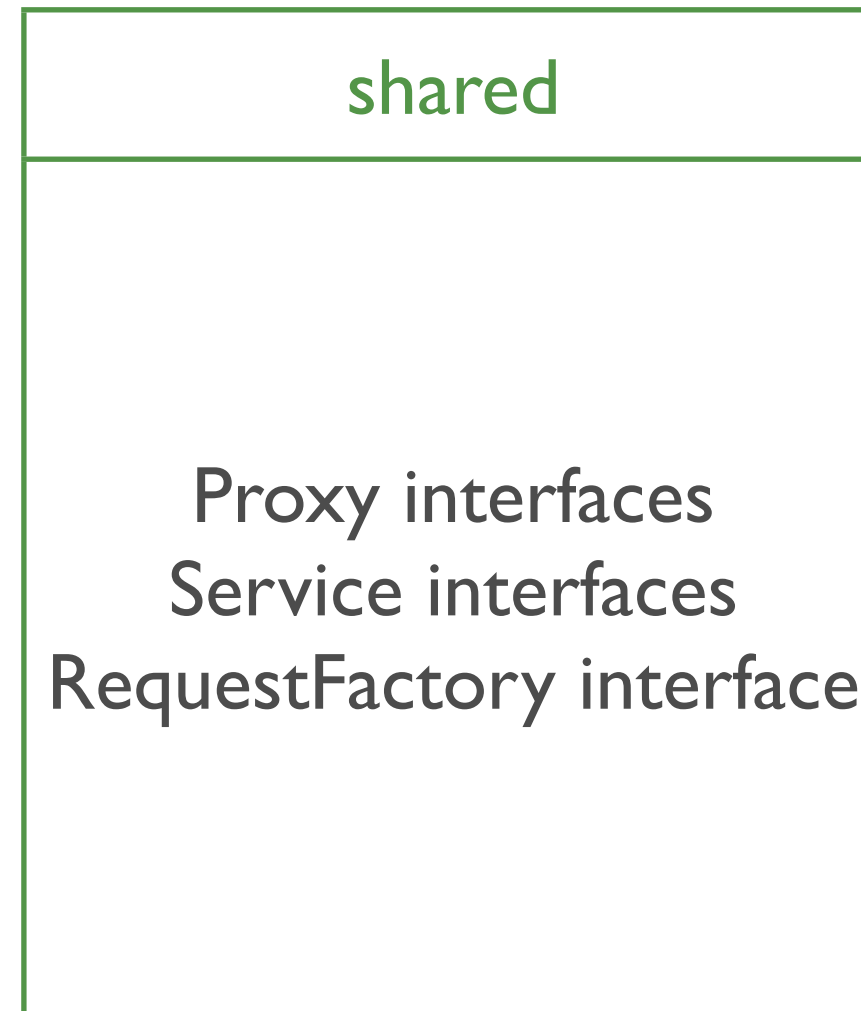 shared
Proxy interfaces
Service interfaces
RequestFactory interface